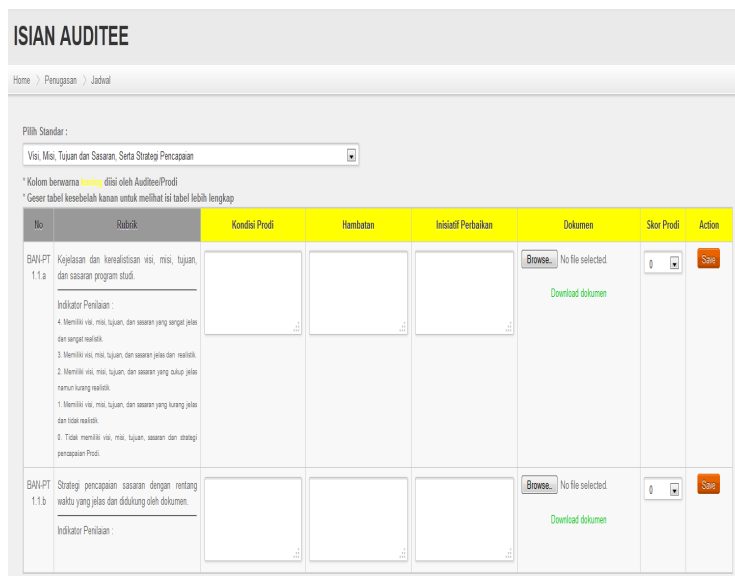 ISIAN AUDITEE
Home > Penugasan > Jadwal
Pilih Standar :
Visi, Misi, Tujuan dan Sasaran, Serta Strategi Pencapaian
* Kolom berwarna kuning diisi oleh Auditee/Prodi
* Geser tabel kesebelah kanan untuk melihat isi tabel lebih lengkap
No Rubrik Kondisi Prodi Hambatan Inisiatif Perbaikan Dokumen Skor Prodi Action
BAN-PT 1.1.a
Kejelasan dan kerealistisan visi, misi, tujuan,
dan sasaran program studi.
Indikator Penilaian :
4. Memiliki visi, misi, tujuan, dan sasaran yang sangat jelas
dan sangat realistik.
3. Memiliki visi, misi, tujuan, dan sasaran jelas dan realistik.
2. Memiliki visi, misi, tujuan, dan sasaran yang cukup jelas
namun kurang realistik.
1. Memiliki visi, misi, tujuan, dan sasaran yang kurang jelas
dan tidak realistik.
0. Tidak memiliki visi, misi, tujuan, sasaran dan strategi
pencapaian Prodi.
Browse.. No file selected.
Download dokumen
0
Save
BAN-PT 1.1.b
Strategi pencapaian sasaran dengan rentang
waktu yang jelas dan didukung oleh dokumen.
Indikator Penilaian :
Browse.. No file selected.
Download dokumen
0
Save